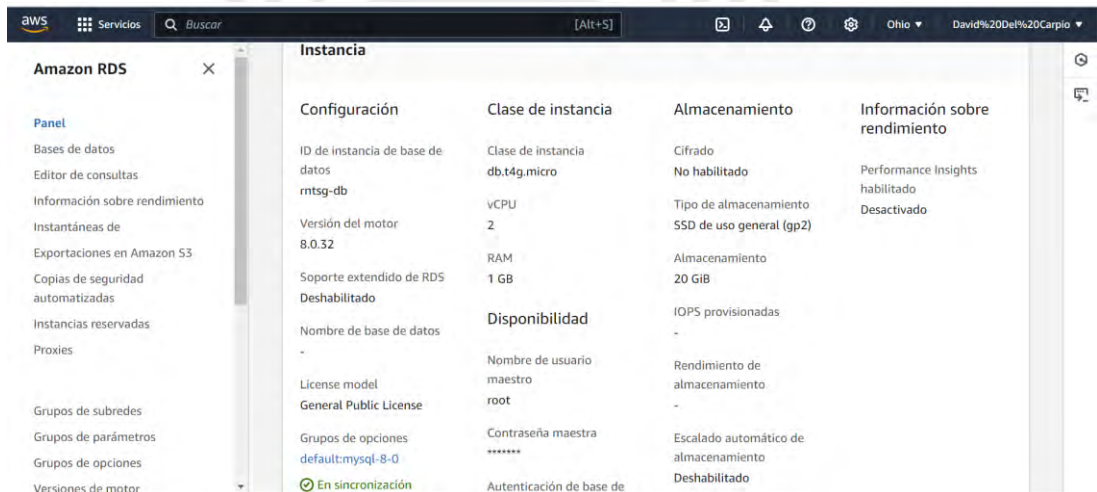 aws
Servicios
Buscar
[Alt+S]
Ohio
David%20Del%20Carpio
Amazon RDS
Panel
Bases de datos
Editor de consultas
Información sobre rendimiento
Instantáneas de
Exportaciones en Amazon S3
Copias de seguridad
automatizadas
Instancias reservadas
Proxies
Grupos de subredes
Grupos de parámetros
Grupos de opciones
Versiones de motor
Instancia
Configuración
ID de instancia de base de
datos
rntsg-db
Versión del motor
8.0.32
Soporte extendido de RDS
Deshabilitado
Nombre de base de datos
-
License model
General Public License
Grupos de opciones
default:mysql-8-0
En sincronización
Clase de instancia
Clase de instancia
db.t4g.micro
vCPU
2
RAM
1 GB
Disponibilidad
Nombre de usuario
maestro
root
Contraseña maestra
*******
Autenticación de base de
Almacenamiento
Cifrado
No habilitado
Tipo de almacenamiento
SSD de uso general (gp2)
Almacenamiento
20 GiB
IOPS provisionadas
-
Rendimiento de
almacenamiento
-
Escalado automático de
almacenamiento
Deshabilitado
Información sobre
rendimiento
Performance Insights
habilitado
Desactivado